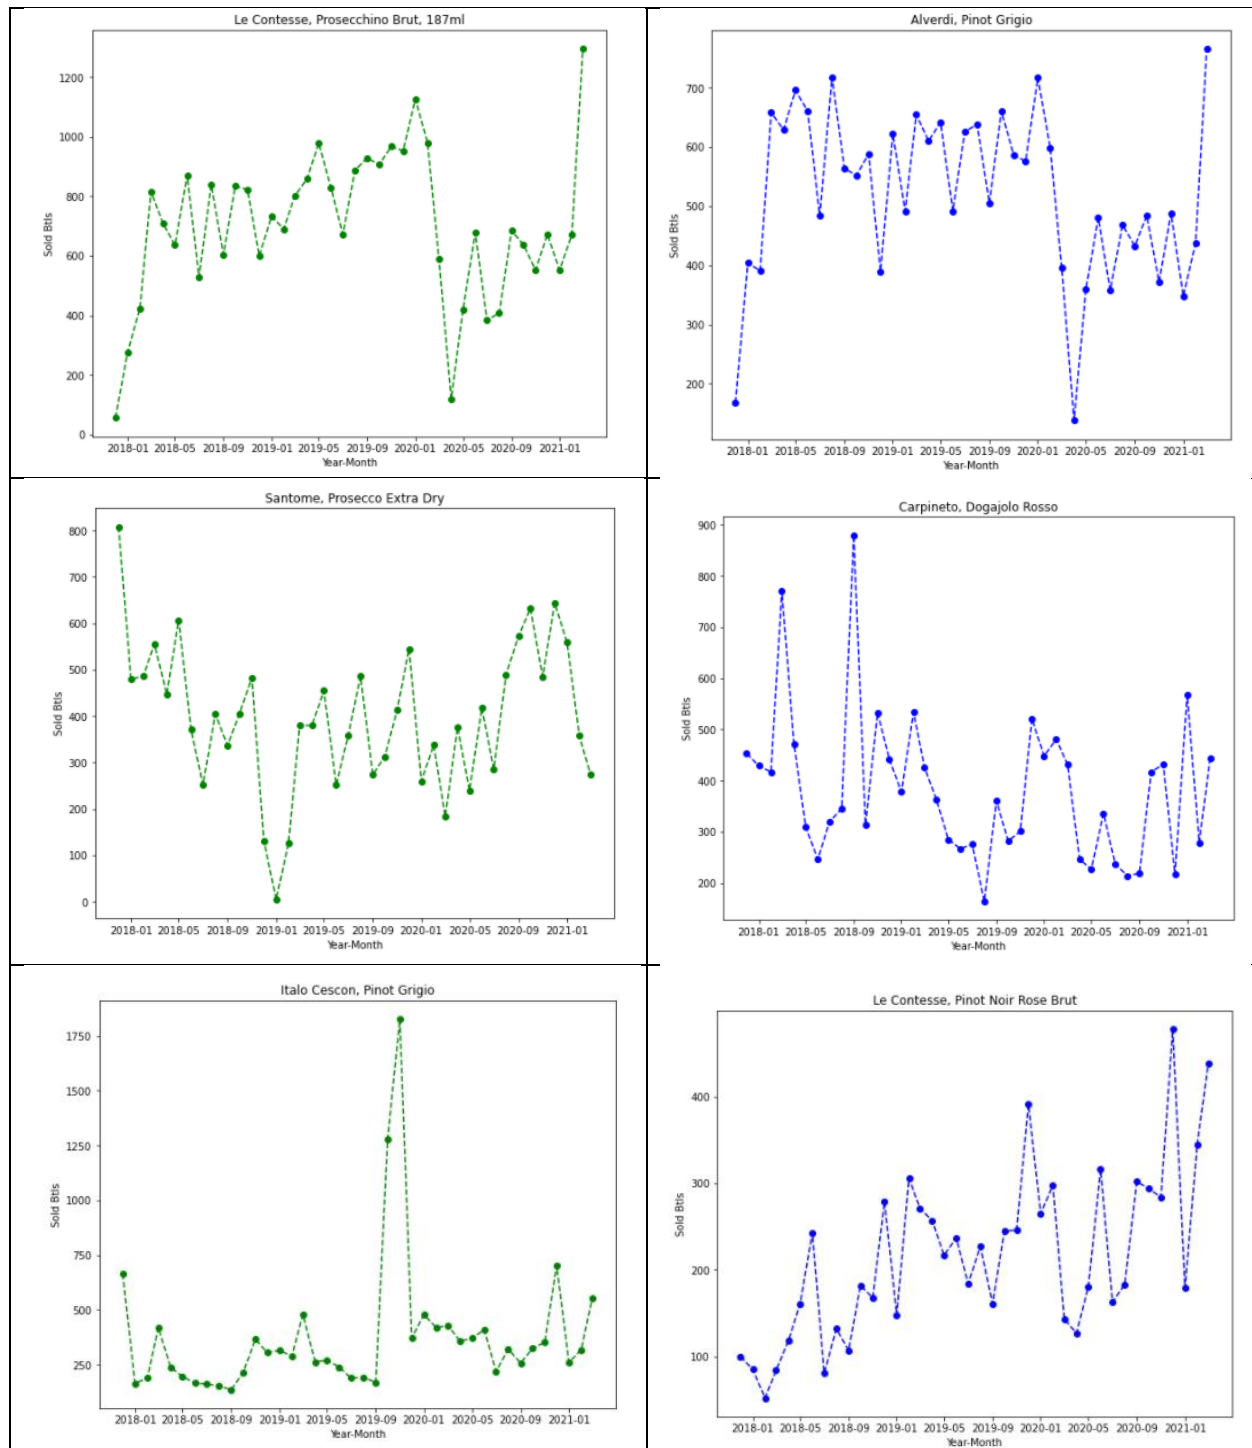 Le Contesse, Prosecchino Brut, 187ml
1200
1000
800
600
400
200
0
Sold Btls
2018-01 2018-05 2018-09 2019-01 2019-05 2019-09 2020-01 2020-05 2020-09 2021-01
Year-Month
Alverdi, Pinot Grigio
700
600
500
400
300
200
Sold Btls
2018-01 2018-05 2018-09 2019-01 2019-05 2019-09 2020-01 2020-05 2020-09 2021-01
Year-Month
Santome, Prosecco Extra Dry
800
700
600
500
400
300
200
100
0
Sold Btls
2018-01 2018-05 2018-09 2019-01 2019-05 2019-09 2020-01 2020-05 2020-09 2021-01
Year-Month
Carpineto, Dogajolo Rosso
900
800
700
600
500
400
300
200
Sold Btls
2018-01 2018-05 2018-09 2019-01 2019-05 2019-09 2020-01 2020-05 2020-09 2021-01
Year-Month
Italo Cescon, Pinot Grigio
1750
1500
1250
1000
750
500
250
Sold Btls
2018-01 2018-05 2018-09 2019-01 2019-05 2019-09 2020-01 2020-05 2020-09 2021-01
Year-Month
Le Contesse, Pinot Noir Rose Brut
400
300
200
100
Sold Btls
2018-01 2018-05 2018-09 2019-01 2019-05 2019-09 2020-01 2020-05 2020-09 2021-01
Year-Month